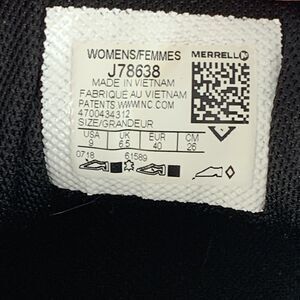 WOMENS/FEMMES MERRELL
J78638
MADE IN VIETNAM
FABRIQUE AU VIETNAM
PATENTS WWWINC.COM
4700434312
SIZE/GRANDEUR
USA UK EUR CM
9 6.5 40 26
0718 61589